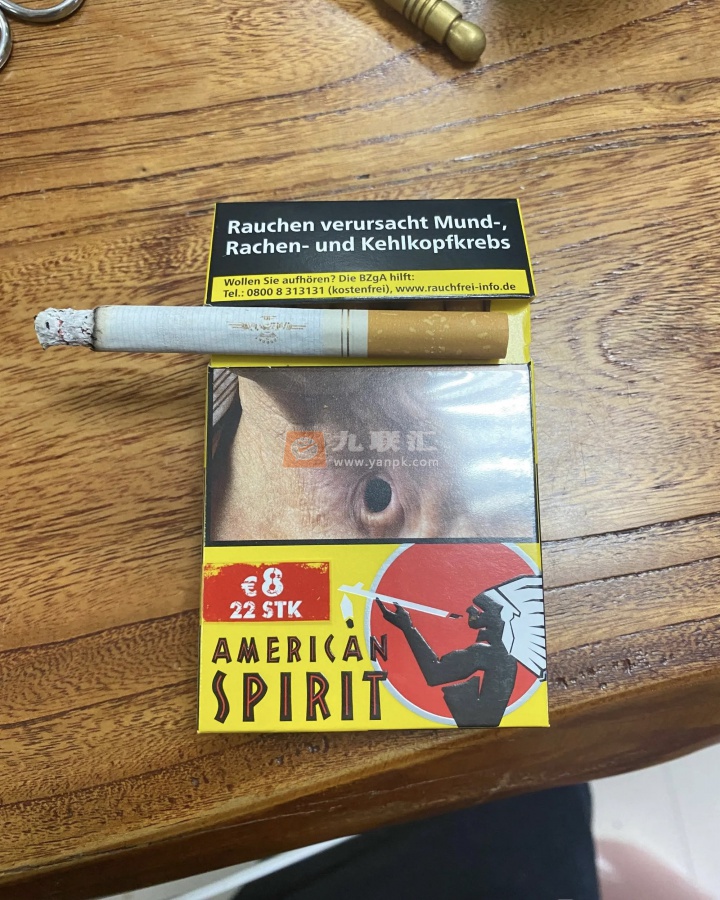 Rauchen verursacht Mund-,
Rachen- und Kehlkopfkrebs
Wollen Sie aufhören? Die BZgA hilft:
Tel.: 0800 8 313131 (kostenfrei), www.rauchfrei-info.de
九联汇
www.yanpk.com
€8
22 STK
AMERICAN
SPIRIT